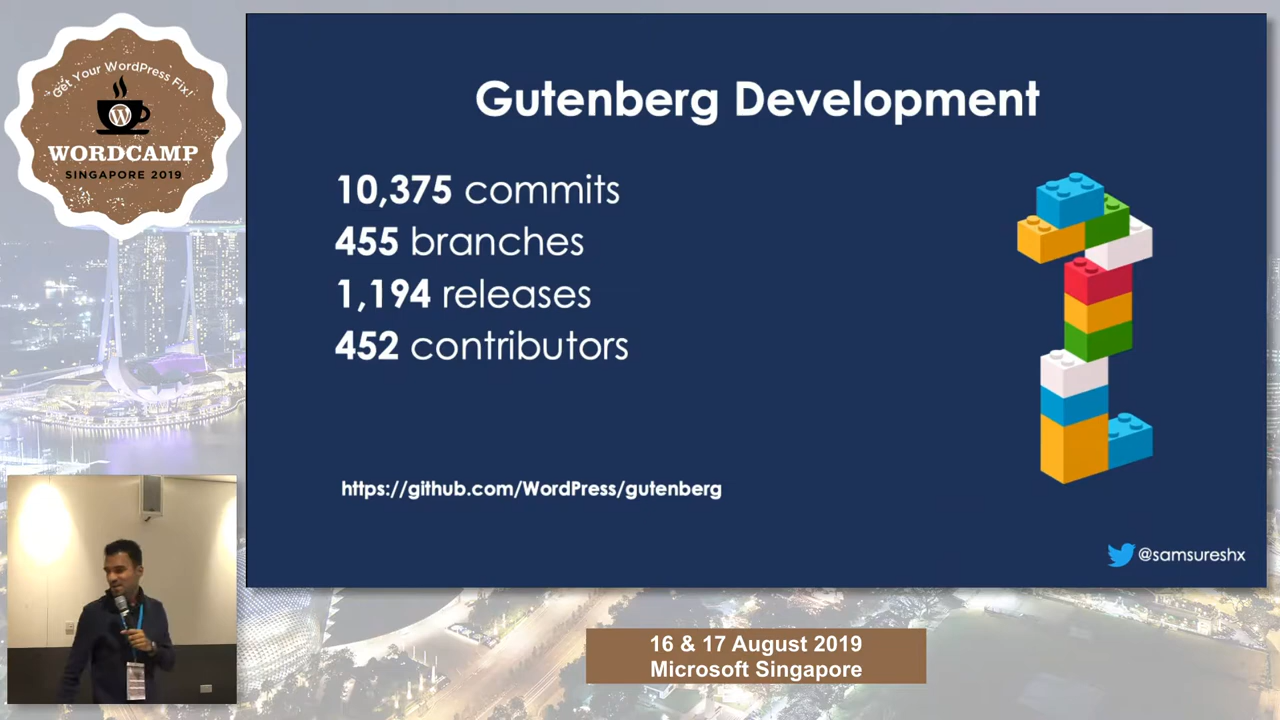 Get Your WordPress Fix!
WORDCAMP
SINGAPORE 2019
Gutenberg Development
10,375 commits
455 branches
1,194 releases
452 contributors
https://github.com/WordPress/gutenberg
@samsureshx
16 & 17 August 2019
Microsoft Singapore